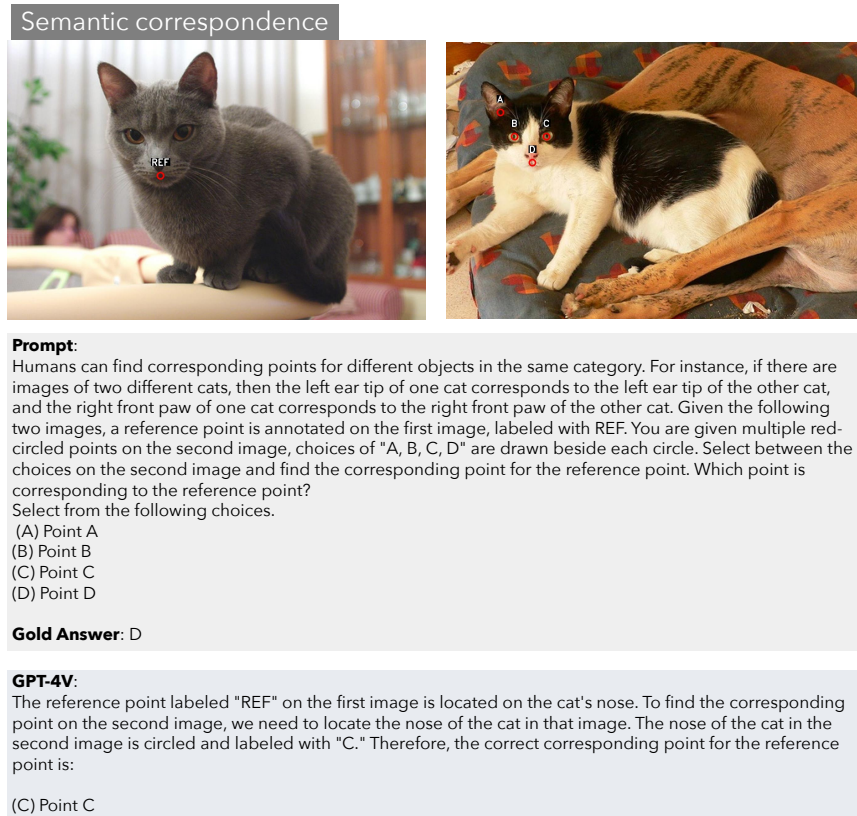 Semantic correspondence
REF
A
B
C
D
Prompt:
Humans can find corresponding points for different objects in the same category. For instance, if there are
images of two different cats, then the left ear tip of one cat corresponds to the left ear tip of the other cat,
and the right front paw of one cat corresponds to the right front paw of the other cat. Given the following
two images, a reference point is annotated on the first image, labeled with REF. You are given multiple red-
circled points on the second image, choices of "A, B, C, D" are drawn beside each circle. Select between the
choices on the second image and find the corresponding point for the reference point. Which point is
corresponding to the reference point?
Select from the following choices.
(A) Point A
(B) Point B
(C) Point C
(D) Point D
Gold Answer: D
GPT-4V:
The reference point labeled "REF" on the first image is located on the cat's nose. To find the corresponding
point on the second image, we need to locate the nose of the cat in that image. The nose of the cat in the
second image is circled and labeled with "C." Therefore, the correct corresponding point for the reference
point is:
(C) Point C